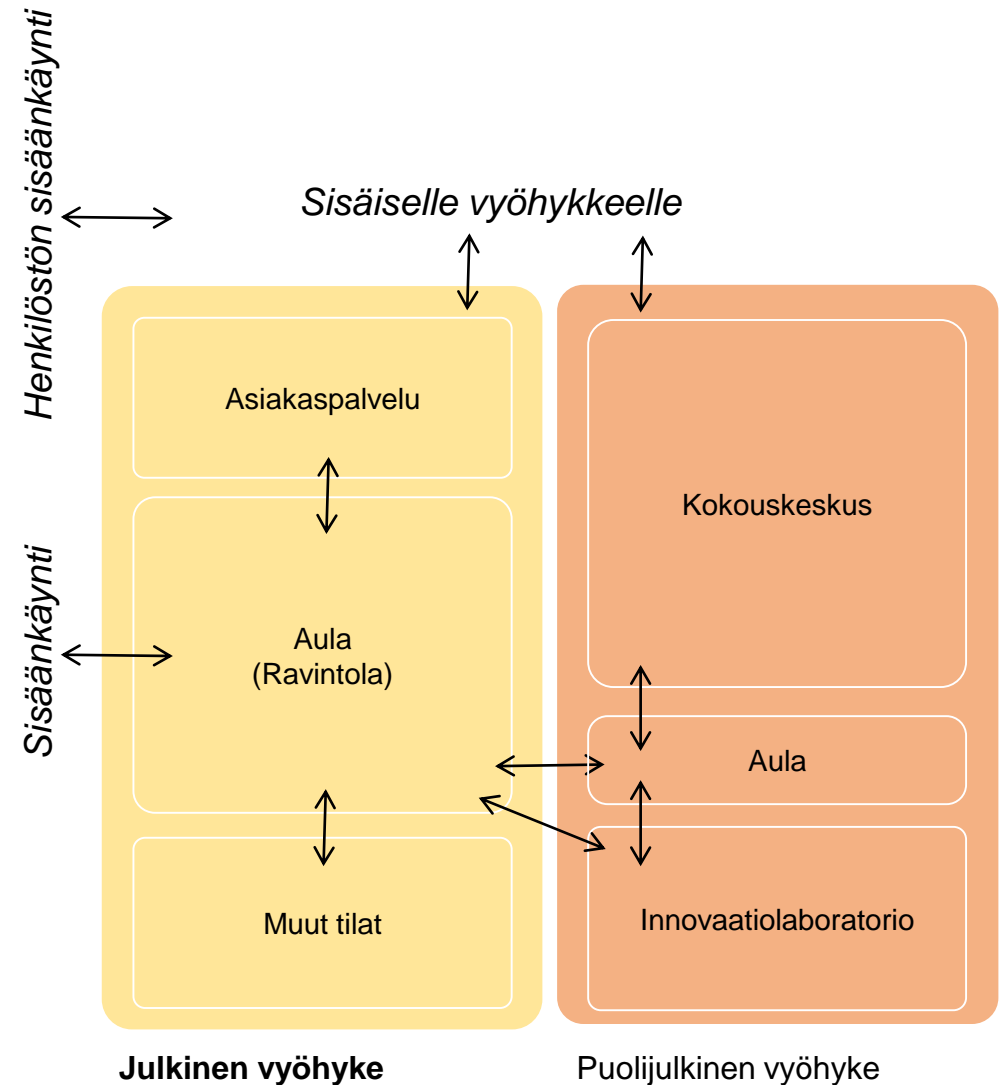 Henkilöstön sisäänkäynti
Sisäiselle vyöhykkeelle
Asiakaspalvelu
Kokouskeskus
Sisäänkäynti
Aula
(Ravintola)
Aula
Muut tilat
Innovaatiolaboratorio
Julkinen vyöhyke
Puolijulkinen vyöhyke